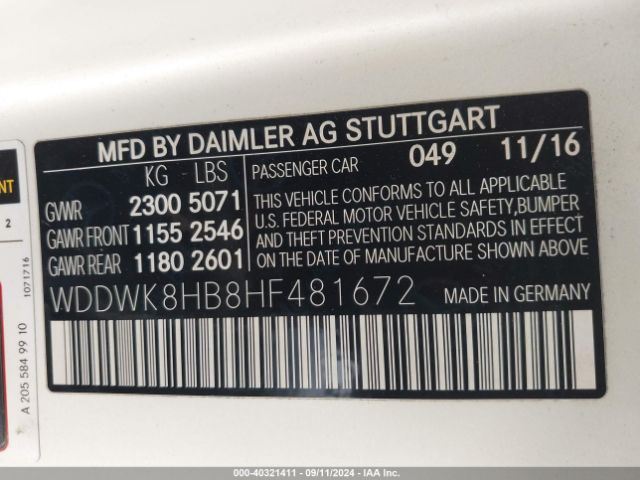 MFD BY DAIMLER AG STUTTGART
KG LBS
GVWR 2300 5071
GAWR FRONT 1155 2546
GAWR REAR 1180 2601
PASSENGER CAR 049 11/16
THIS VEHICLE CONFORMS TO ALL APPLICABLE
U.S. FEDERAL MOTOR VEHICLE SAFETY,BUMPER
AND THEFT PREVENTION STANDARDS IN EFFECT
ON THE DATE OF MANUFACTURE SHOWN ABOVE
WDDWK8HB8HF481672 MADE IN GERMANY
NT
2
1071716
A 205 584 99 10
000-40321411 - 09/11/2024 - IAA Inc.